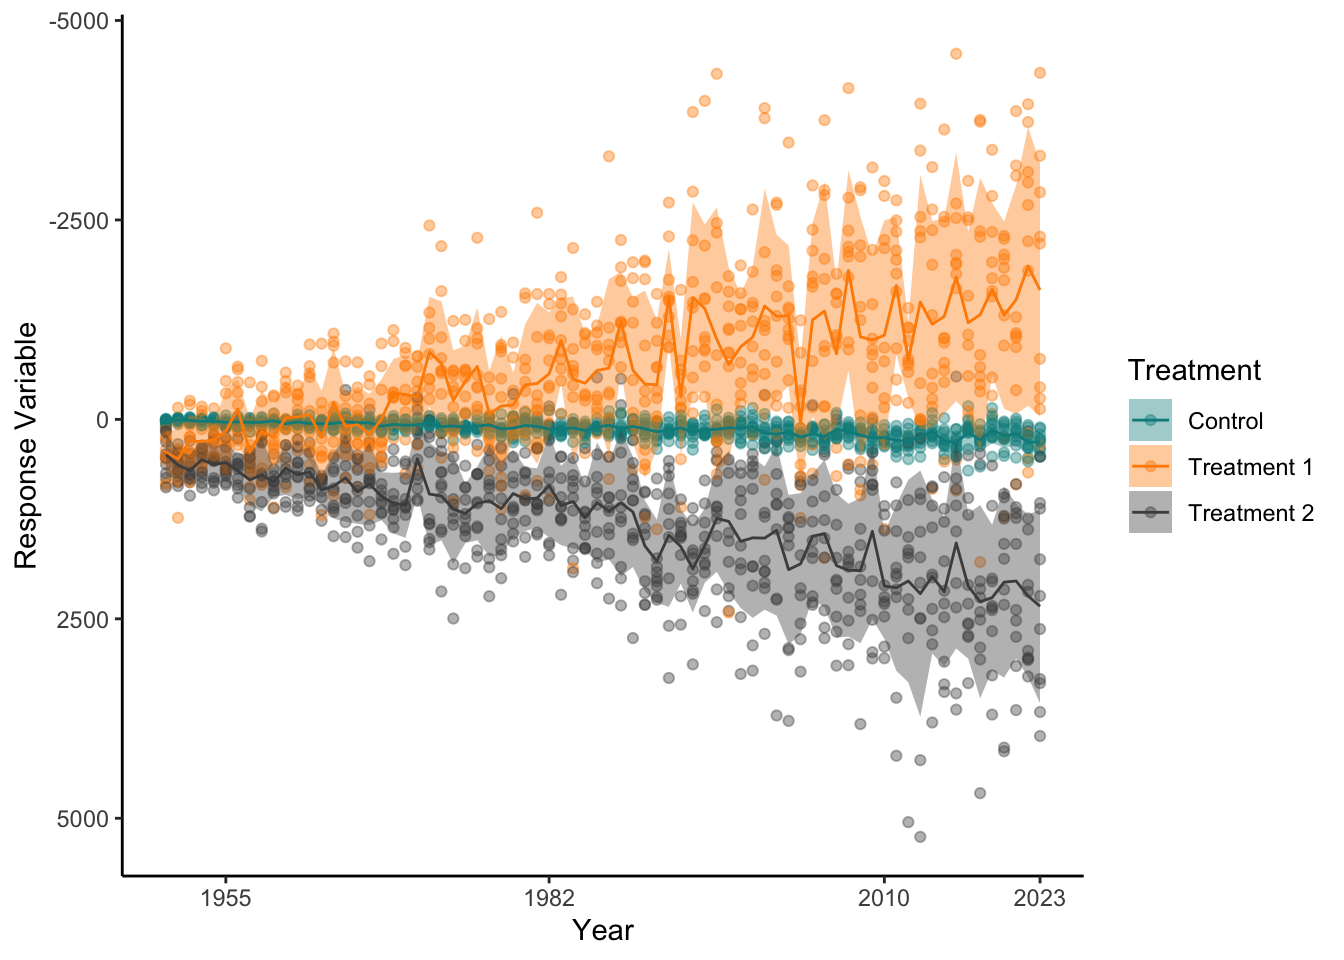 -5000
-2500
0
2500
5000
Response Variable
1955
1982
2010
2023
Year
Treatment
Control
Treatment 1
Treatment 2